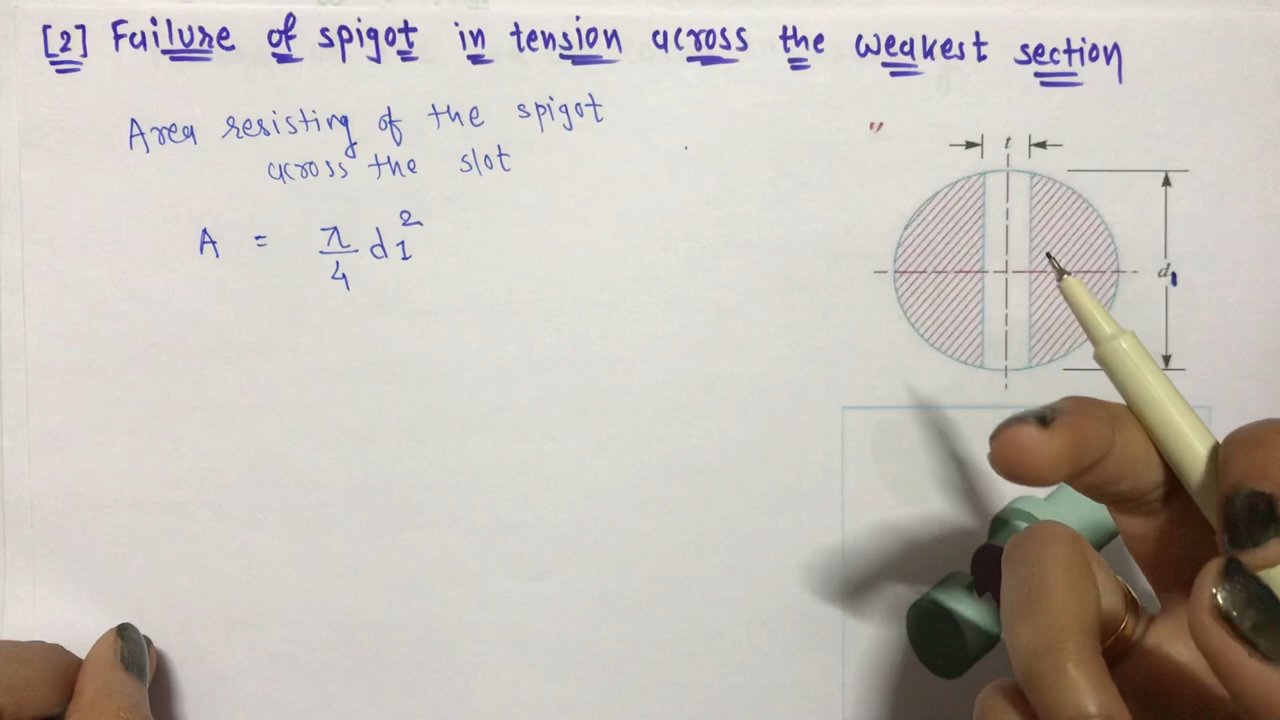 [2] Failure of spigot in tension across the weakest section
Area resisting of the spigot
across the slot
A = π/4 d1²
t
d1